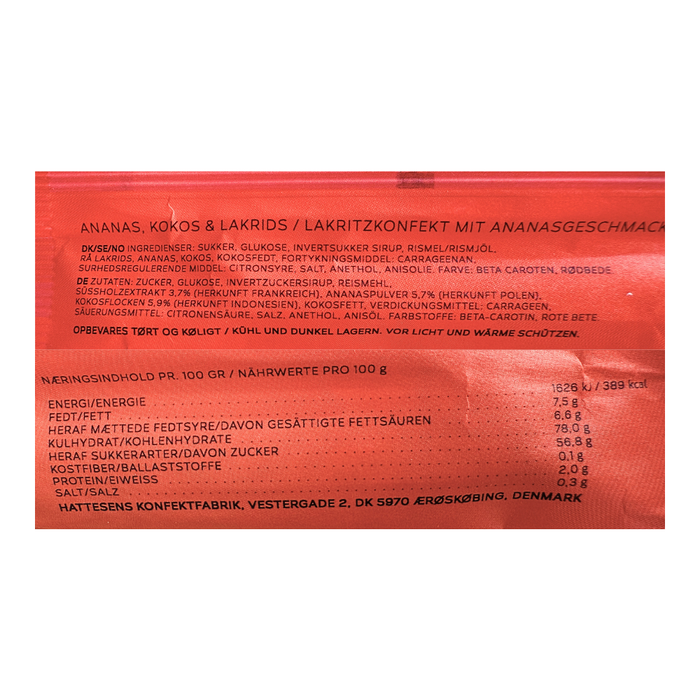 ANANAS, KOKOS & LAKRIDS / LAKRITZKONFEKT MIT ANANASGESCHMACK
DK/SE/NO INGREDIENSER: SUKKER, GLUKOSE, INVERTSUKKER SIRUP, RISMEL/RISMJÖL,
RÅ LAKRIDS, ANANAS, KOKOS, KOKOSFEDT, FORTYKNINGSMIDDEL: CARRAGEENAN,
SURHEDSREGULERENDE MIDDEL: CITRONSYRE, SALT, ANETHOL, ANISOLIE. FARVE: BETA CAROTEN, RØDBEDE.
DE ZUTATEN: ZUCKER, GLUKOSE, INVERTZUCKERSIRUP, REISMEHL,
SÜSSHOLZEXTRAKT 3,7% (HERKUNFT FRANKREICH), ANANASPULVER 5,7% (HERKUNFT POLEN),
KOKOSFLOCKEN 5,9% (HERKUNFT INDONESIEN), KOKOSFETT, VERDICKUNGSMITTEL: CARRAGEEN,
SÄUERUNGSMITTEL: CITRONENSÄURE, SALZ, ANETHOL, ANISÖL. FARBSTOFFE: BETA-CAROTIN, ROTE BETE.
OPBEVARES TØRT OG KØLIGT / KÜHL UND DUNKEL LAGERN. VOR LICHT UND WÄRME SCHÜTZEN.
NÆRINGSINDHOLD PR. 100 GR / NÄHRWERTE PRO 100 g
ENERGI/ENERGIE 1626 kJ / 389 kcal
FEDT/FETT 7,5 g
HERAF MÆTTEDE FEDTSYRE/DAVON GESÄTTIGTE FETTSÄUREN 6,6 g
KULHYDRAT/KOHLENHYDRATE 78,0 g
HERAF SUKKERARTER/DAVON ZUCKER 56,8 g
KOSTFIBER/BALLASTSTOFFE 0,1 g
PROTEIN/EIWEISS 2,0 g
SALT/SALZ 0,3 g
HATTESENS KONFEKTFABRIK, VESTERGADE 2, DK 5970 ÆRØSKØBING, DENMARK